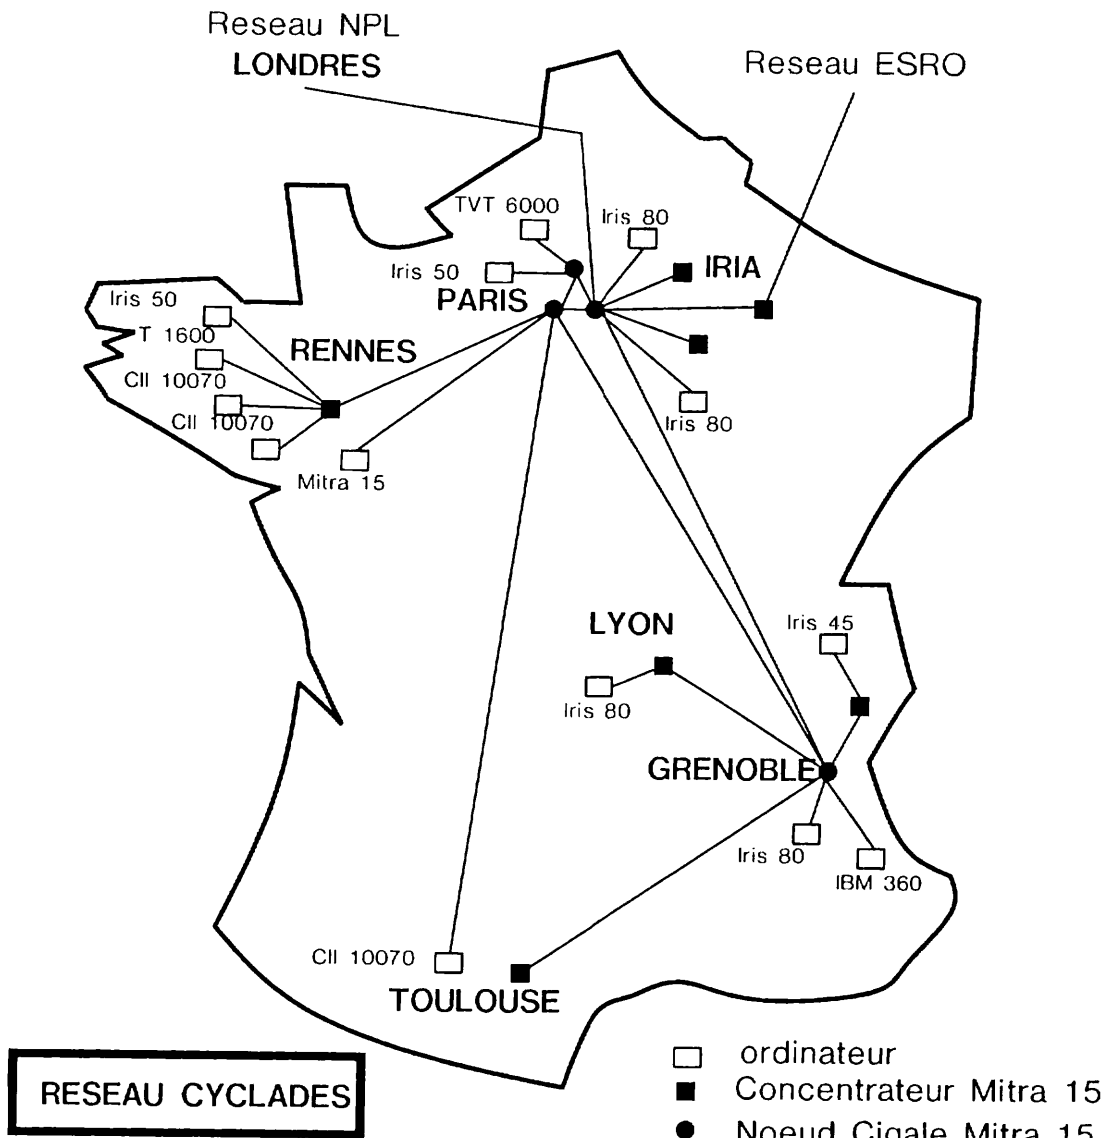 Reseau NPL
LONDRES
Reseau ESRO
TVT 6000
Iris 80
Iris 50
IRIA
PARIS
Iris 50
T 1600
RENNES
CII 10070
CII 10070
Iris 80
Mitra 15
LYON
Iris 45
Iris 80
GRENOBLE
Iris 80
IBM 360
CII 10070
TOULOUSE
RESEAU CYCLADES
ordinateur
Concentrateur Mitra 15
Noeud Cigale Mitra 15